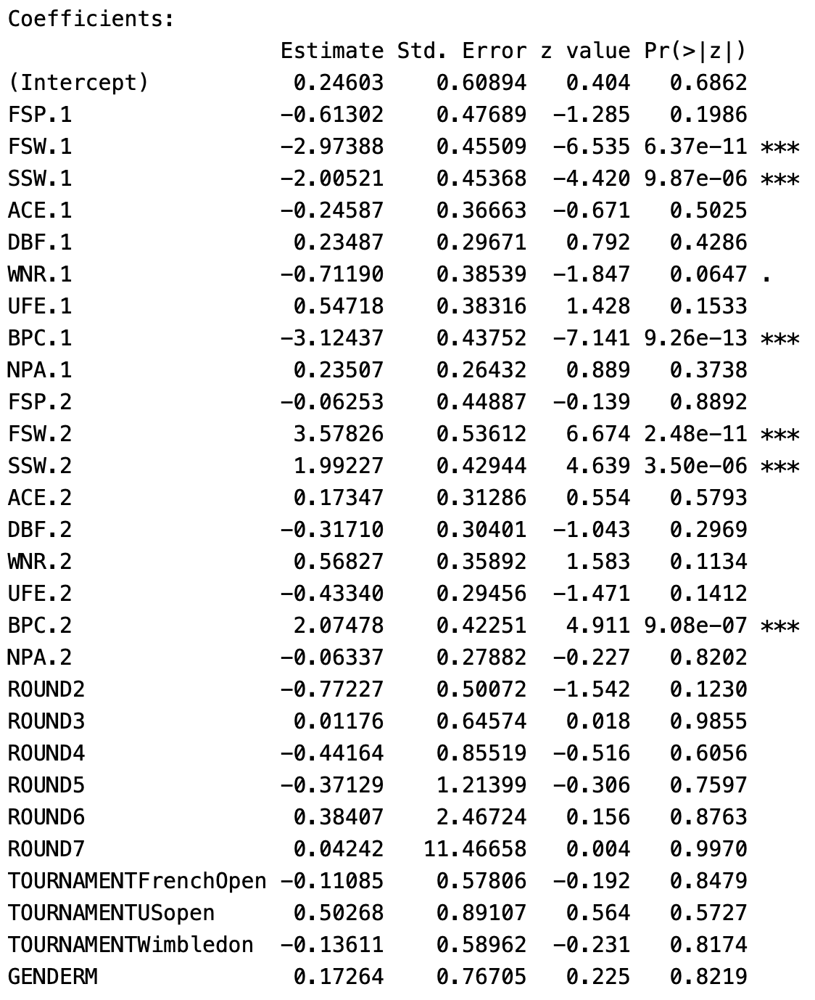 Coefficients:
Estimate Std. Error z value Pr(>|z|)
(Intercept) 0.24603 0.60894 0.404 0.6862
FSP.1 −0.61302 0.47689 −1.285 0.1986
FSW.1 −2.97388 0.45509 −6.535 6.37e−11 ***
SSW.1 −2.00521 0.45368 −4.420 9.87e−06 ***
ACE.1 −0.24587 0.36663 −0.671 0.5025
DBF.1 0.23487 0.29671 0.792 0.4286
WNR.1 −0.71190 0.38539 −1.847 0.0647 .
UFE.1 0.54718 0.38316 1.428 0.1533
BPC.1 −3.12437 0.43752 −7.141 9.26e−13 ***
NPA.1 0.23507 0.26432 0.889 0.3738
FSP.2 −0.06253 0.44887 −0.139 0.8892
FSW.2 3.57826 0.53612 6.674 2.48e−11 ***
SSW.2 1.99227 0.42944 4.639 3.50e−06 ***
ACE.2 0.17347 0.31286 0.554 0.5793
DBF.2 −0.31710 0.30401 −1.043 0.2969
WNR.2 0.56827 0.35892 1.583 0.1134
UFE.2 −0.43340 0.29456 −1.471 0.1412
BPC.2 2.07478 0.42251 4.911 9.08e−07 ***
NPA.2 −0.06337 0.27882 −0.227 0.8202
ROUND2 −0.77227 0.50072 −1.542 0.1230
ROUND3 0.01176 0.64574 0.018 0.9855
ROUND4 −0.44164 0.85519 −0.516 0.6056
ROUND5 −0.37129 1.21399 −0.306 0.7597
ROUND6 0.38407 2.46724 0.156 0.8763
ROUND7 0.04242 11.46658 0.004 0.9970
TOURNAMENTFrenchOpen −0.11085 0.57806 −0.192 0.8479
TOURNAMENTUSopen 0.50268 0.89107 0.564 0.5727
TOURNAMENTWimbledon −0.13611 0.58962 −0.231 0.8174
GENDERM 0.17264 0.76705 0.225 0.8219